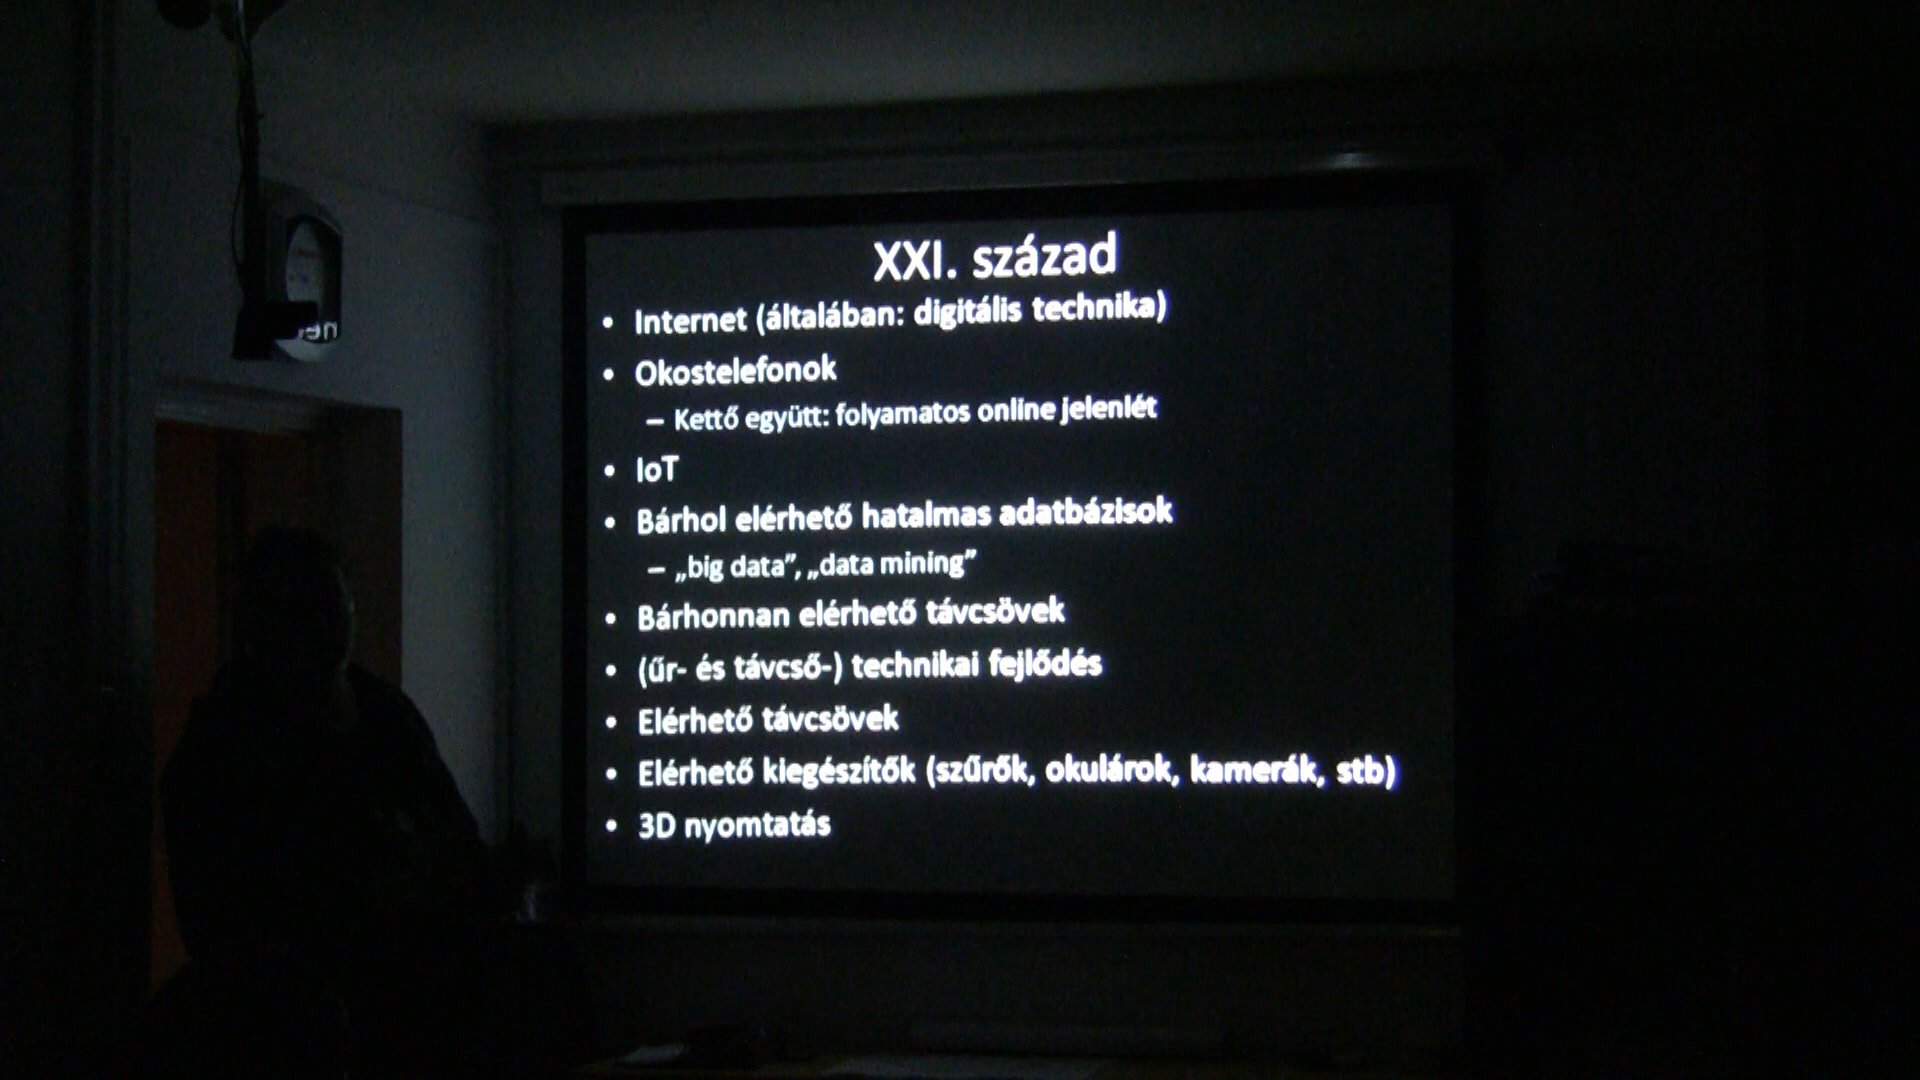 XXI. század
• Internet (általában: digitális technika)
• Okostelefonok
– Kettő együtt: folyamatos online jelenlét
• IoT
• Bárhol elérhető hatalmas adatbázisok
– „big data”, „data mining”
• Bárhonnan elérhető távcsövek
• (űr- és távcső-) technikai fejlődés
• Elérhető távcsövek
• Elérhető kiegészítők (szűrők, okulárok, kamerák, stb)
• 3D nyomtatás